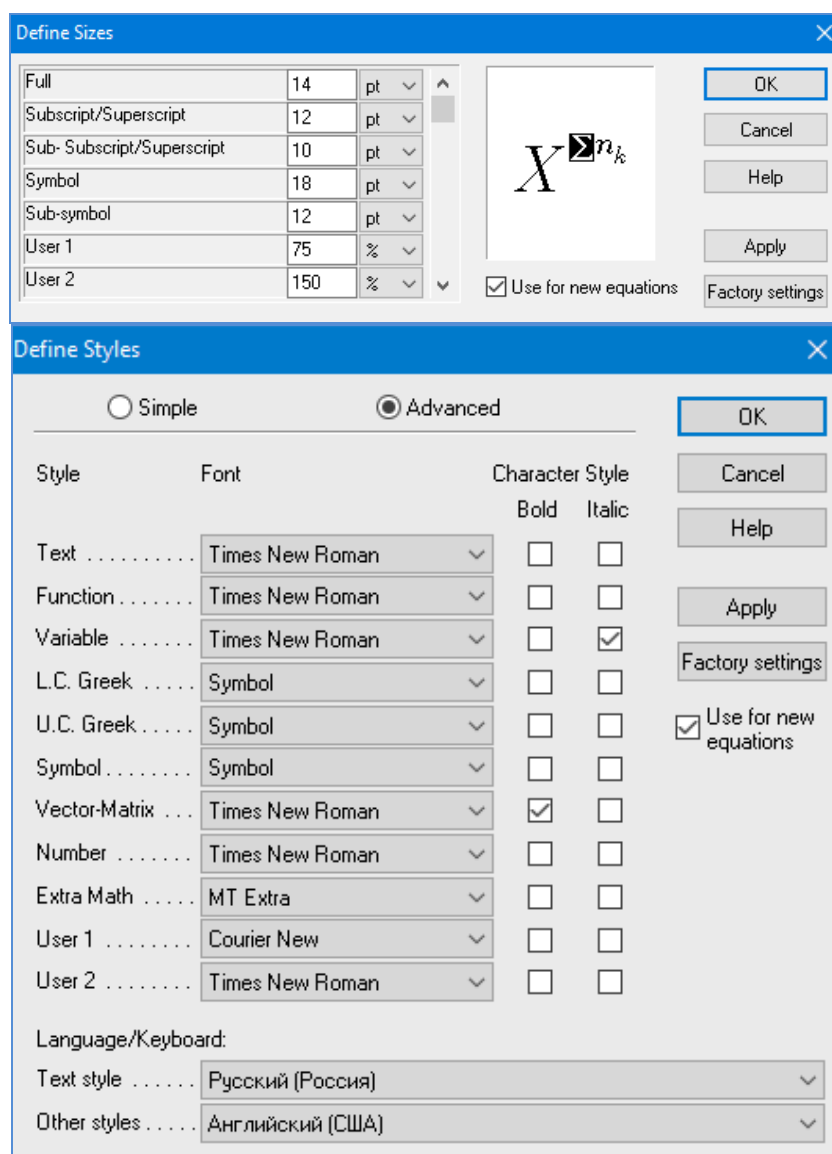 Define Sizes
Full 14 pt
Subscript/Superscript 12 pt
Sub- Subscript/Superscript 10 pt
Symbol 18 pt
Sub-symbol 12 pt
User 1 75 %
User 2 150 %
X Σ n k
Use for new equations
OK
Cancel
Help
Apply
Factory settings
Define Styles
Simple Advanced
Style Font Character Style
Bold Italic
Text . . . . . . . . . . Times New Roman
Function . . . . . . . Times New Roman
Variable . . . . . . . Times New Roman
L.C. Greek . . . . . Symbol
U.C. Greek . . . . . Symbol
Symbol . . . . . . . . Symbol
Vector-Matrix . . . Times New Roman
Number . . . . . . . Times New Roman
Extra Math . . . . . MT Extra
User 1 . . . . . . . . Courier New
User 2 . . . . . . . . Times New Roman
Language/Keyboard:
Text style . . . . . . Русский (Россия)
Other styles . . . . . Английский (США)
OK
Cancel
Help
Apply
Factory settings
Use for new
equations